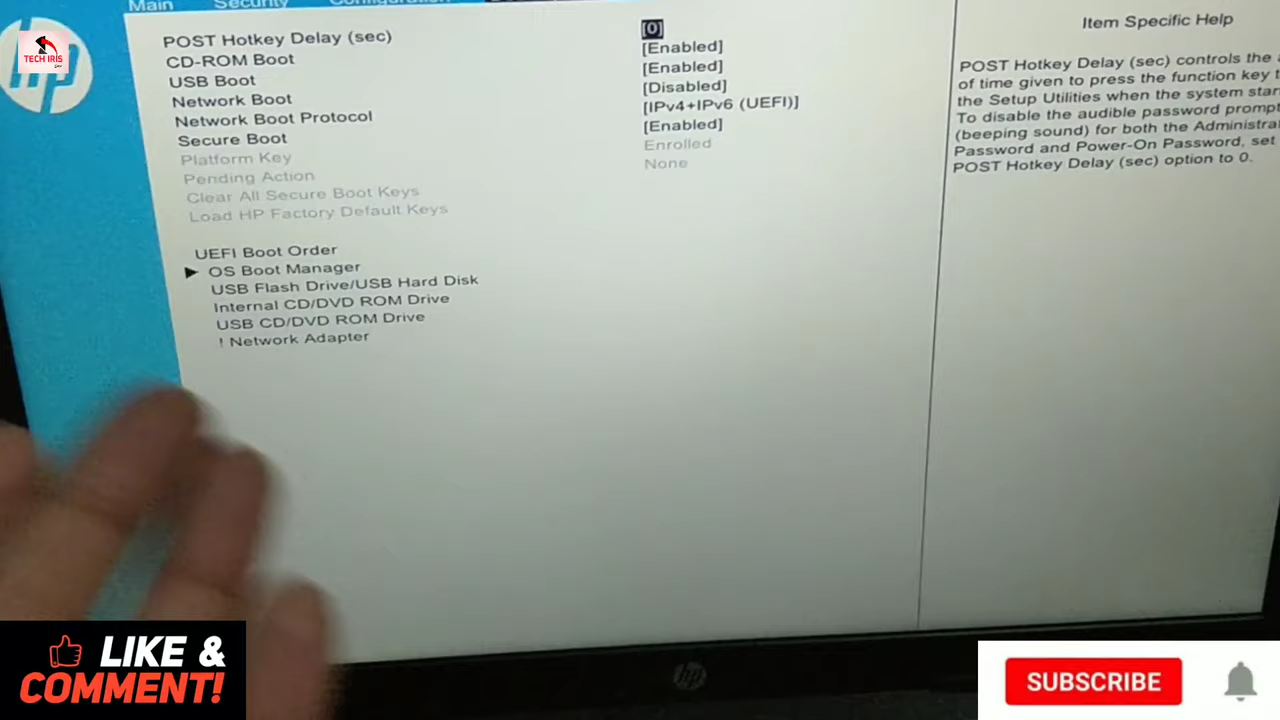 Main Security Configuration
POST Hotkey Delay (sec) [0]
CD-ROM Boot [Enabled]
USB Boot [Enabled]
Network Boot [Disabled]
Network Boot Protocol [IPv4+IPv6 (UEFI)]
Secure Boot [Enabled]
Platform Key Enrolled
Pending Action None
Clear All Secure Boot Keys
Load HP Factory Default Keys
UEFI Boot Order
OS Boot Manager
USB Flash Drive/USB Hard Disk
Internal CD/DVD ROM Drive
USB CD/DVD ROM Drive
! Network Adapter
Item Specific Help
POST Hotkey Delay (sec) controls the
of time given to press the function key
the Setup Utilities when the system
To disable the audible password prompt
(beeping sound) for both the
Password and Power-On Password, set
POST Hotkey Delay (sec) option to 0.
hp
TECH IRIS
hp
LIKE &
COMMENT!
SUBSCRIBE